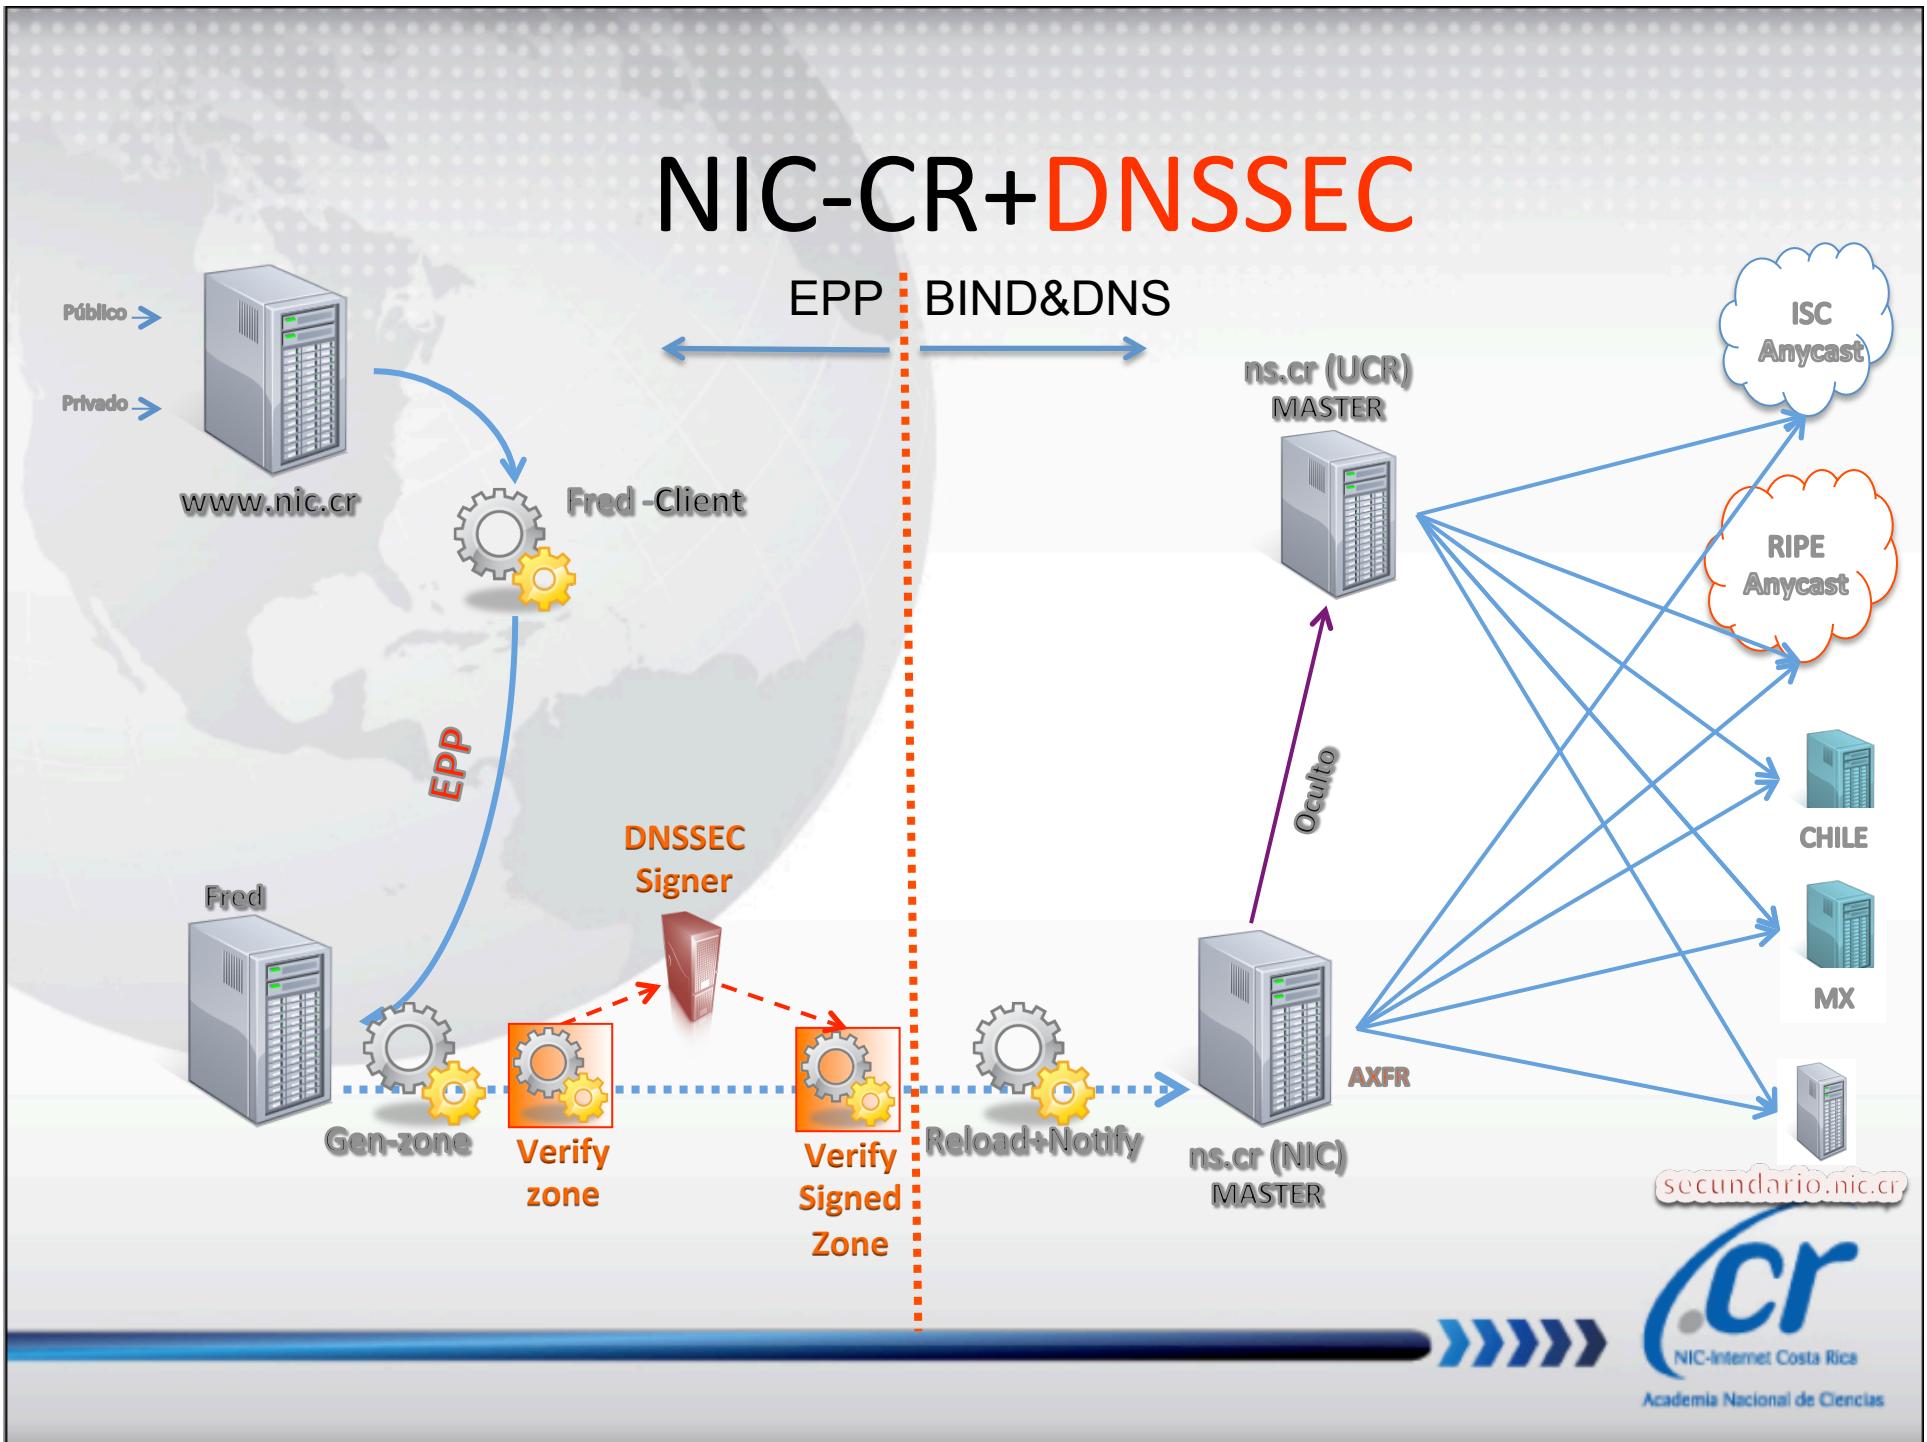 NIC-CR+DNSSEC
EPP
BIND&DNS
Público
Privado
www.nic.cr
Fred -Client
EPP
Fred
DNSSEC
Signer
Gen-zone
Verify
zone
Verify
Signed
Zone
Reload+Notify
ns.cr (UCR)
MASTER
Oculto
ns.cr (NIC)
MASTER
AXFR
ISC
Anycast
RIPE
Anycast
CHILE
MX
secundario.nic.cr
.cr
NIC-Internet Costa Rica
Academia Nacional de Ciencias